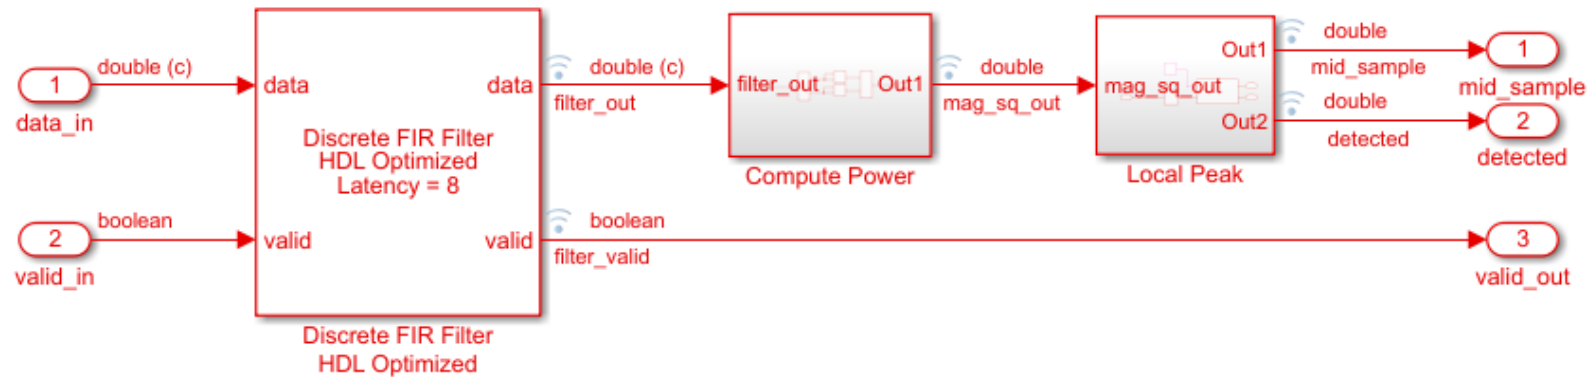 1
data_in
double (c)
2
valid_in
boolean
data
valid
Discrete FIR Filter
HDL Optimized
Latency = 8
data
valid
Discrete FIR Filter
HDL Optimized
double (c)
filter_out
boolean
filter_valid
filter_out
Out1
Compute Power
double
mag_sq_out
mag_sq_out
Out1
Out2
Local Peak
double
mid_sample
double
detected
1
mid_sample
2
detected
3
valid_out